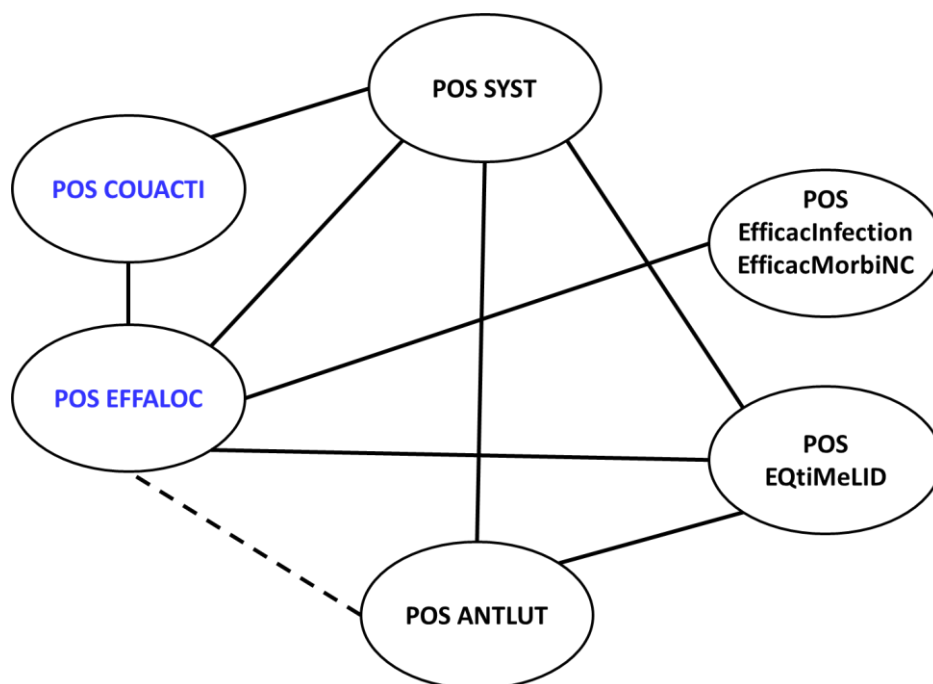 POS SYST
POS COUACTI
POS
EfficacInfection
EfficacMorbiNC
POS EFFALOC
POS
EQtiMeLID
POS ANTLUT